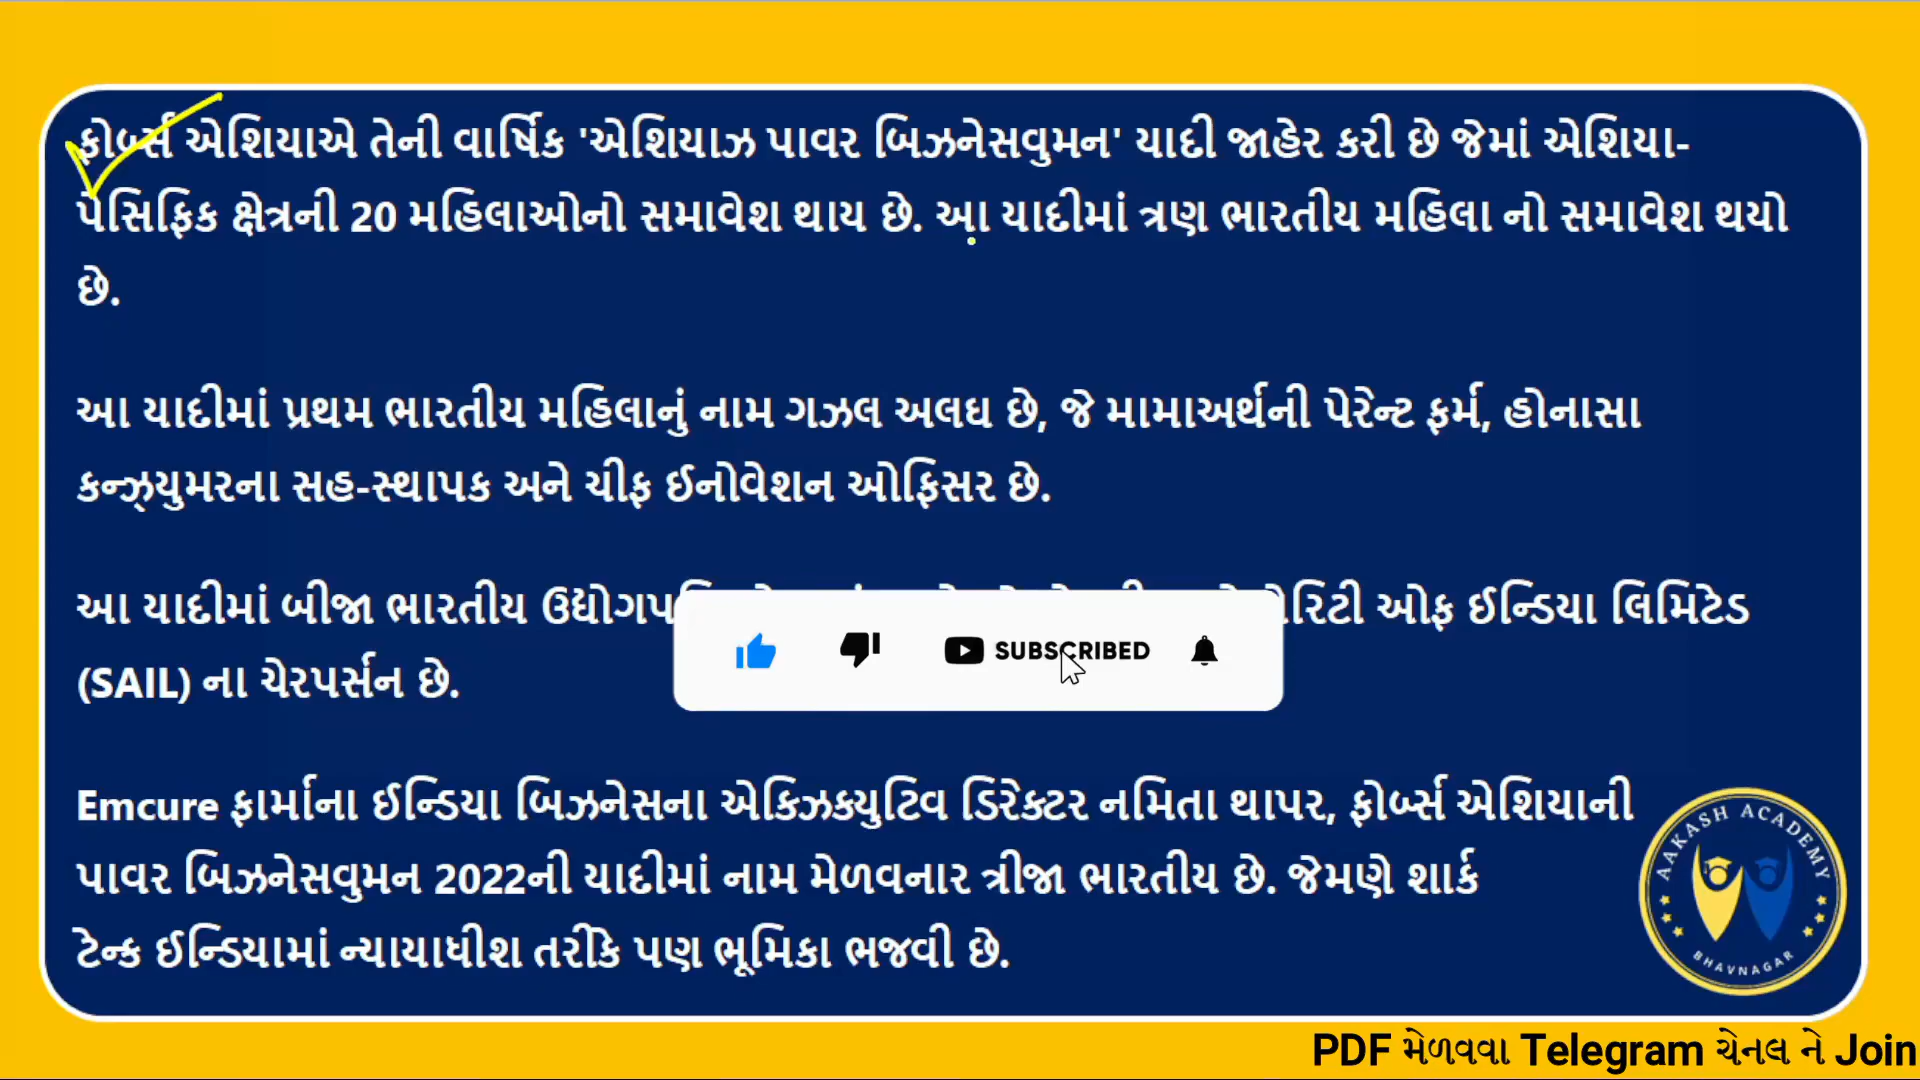 ફોર્બ્સ એશિયાએ તેની વાર્ષિક 'એશિયાઝ પાવર બિઝનેસવુમન' યાદી જાહેર કરી છે જેમાં એશિયા-
પેસિફિક ક્ષેત્રની 20 મહિલાઓનો સમાવેશ થાય છે. આ યાદીમાં ત્રણ ભારતીય મહિલા નો સમાવેશ થયો
છે.
આ યાદીમાં પ્રથમ ભારતીય મહિલાનું નામ ગઝલ અલઘ છે, જે મામાઅર્થની પેરેન્ટ ફર્મ, હોનાસા
કન્ઝ્યુમરના સહ-સ્થાપક અને ચીફ ઈનોવેશન ઓફિસર છે.
આ યાદીમાં બીજા ભારતીય ઓફ ઈન્ડિયા લિમિટેડ
SUBSCRIBED
(SAIL) ના ચેરપર્સન છે.
Emcure ફાર્માના ઈન્ડિયા બિઝનેસના એક્ઝિક્યુટિવ ડિરેક્ટર નમિતા થાપર, ફોર્બ્સ એશિયાની
પાવર બિઝનેસવુમન 2022ની યાદીમાં નામ મેળવનાર ત્રીજા ભારતીય છે. જેમણે શાર્ક
ટેન્ક ઈન્ડિયામાં ન્યાયાધીશ તરીકે પણ ભૂમિકા ભજવી છે.
AAKASH ACADEMY
BHAVNAGAR
PDF મેળવવા Telegram ચેનલ ને Join